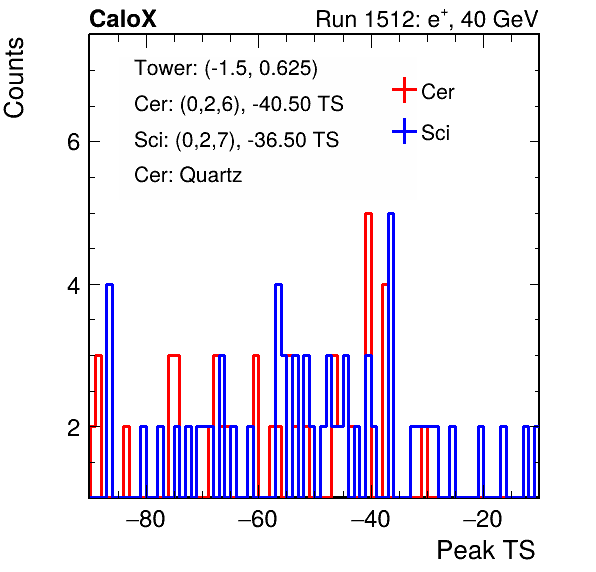 CaloX Run 1512: e+, 40 GeV
Counts
Tower: (-1.5, 0.625)
Cer: (0,2,6), -40.50 TS
Sci: (0,2,7), -36.50 TS
Cer: Quartz
Cer
Sci
6
4
2
−80 −60 −40 −20
Peak TS